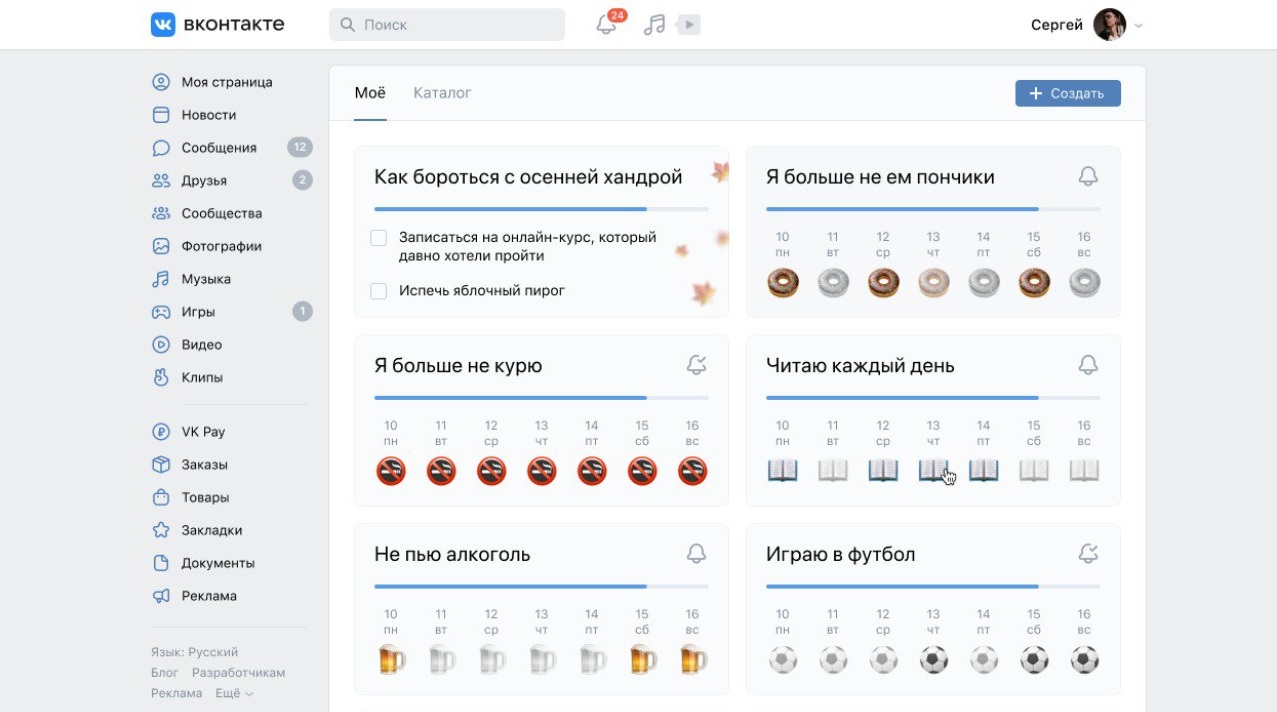 вконтакте
Поиск
24
Сергей
Моя страница
Новости
Сообщения 12
Друзья 2
Сообщества
Фотографии
Музыка
Игры 1
Видео
Клипы
VK Pay
Заказы
Товары
Закладки
Документы
Реклама
Язык: Русский
Блог Разработчикам
Реклама Ещё
Моё Каталог
Создать
Как бороться с осенней хандрой
Записаться на онлайн-курс, который
давно хотели пройти
Испечь яблочный пирог
Я больше не ем пончики
10 11 12 13 14 15 16
пн вт ср чт пт сб вс
Я больше не курю
10 11 12 13 14 15 16
пн вт ср чт пт сб вс
Читаю каждый день
10 11 12 13 14 15 16
пн вт ср чт пт сб вс
Не пью алкоголь
10 11 12 13 14 15 16
пн вт ср чт пт сб вс
Играю в футбол
10 11 12 13 14 15 16
пн вт ср чт пт сб вс